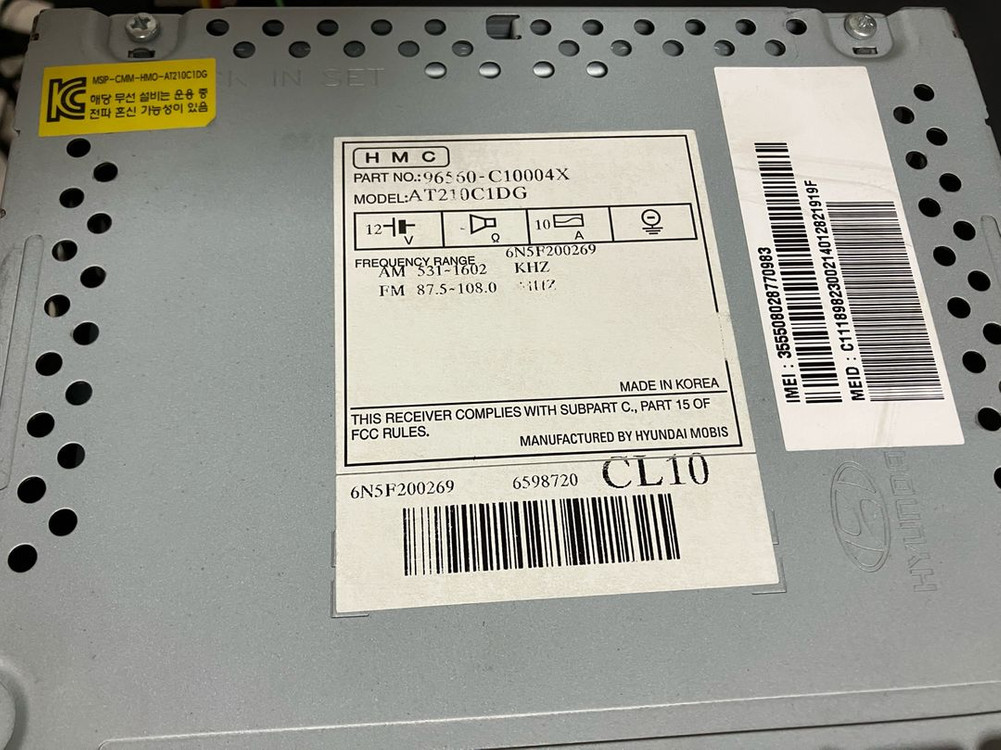 MSIP-CMM-HMO-AT210C1DG
해당 무선 설비는 운용 중
전파 혼신 가능성이 있음
IN SET
HMC
PART NO.:96560-C10004X
MODEL:AT210C1DG
12 V
Ω
10 A
6N5F200269
FREQUENCY RANGE
AM 531~1602 KHZ
FM 87.5~108.0 MHZ
MADE IN KOREA
THIS RECEIVER COMPLIES WITH SUBPART C., PART 15 OF
FCC RULES.
MANUFACTURED BY HYUNDAI MOBIS
6N5F200269 6598720 CL10
IMEI : 355508028770983
MEID : C1118982300214012821919F
HYUNDAI